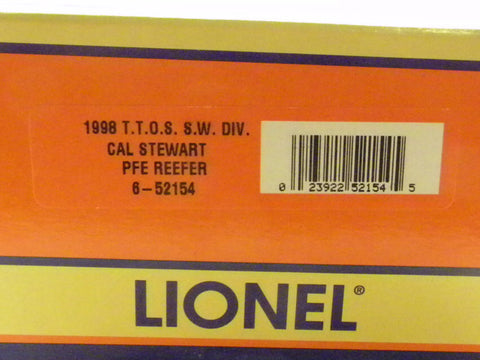 1998 T.T.O.S. S.W. DIV.
CAL STEWART
PFE REEFER
6-52154
0 23922 52154 5
LIONEL®